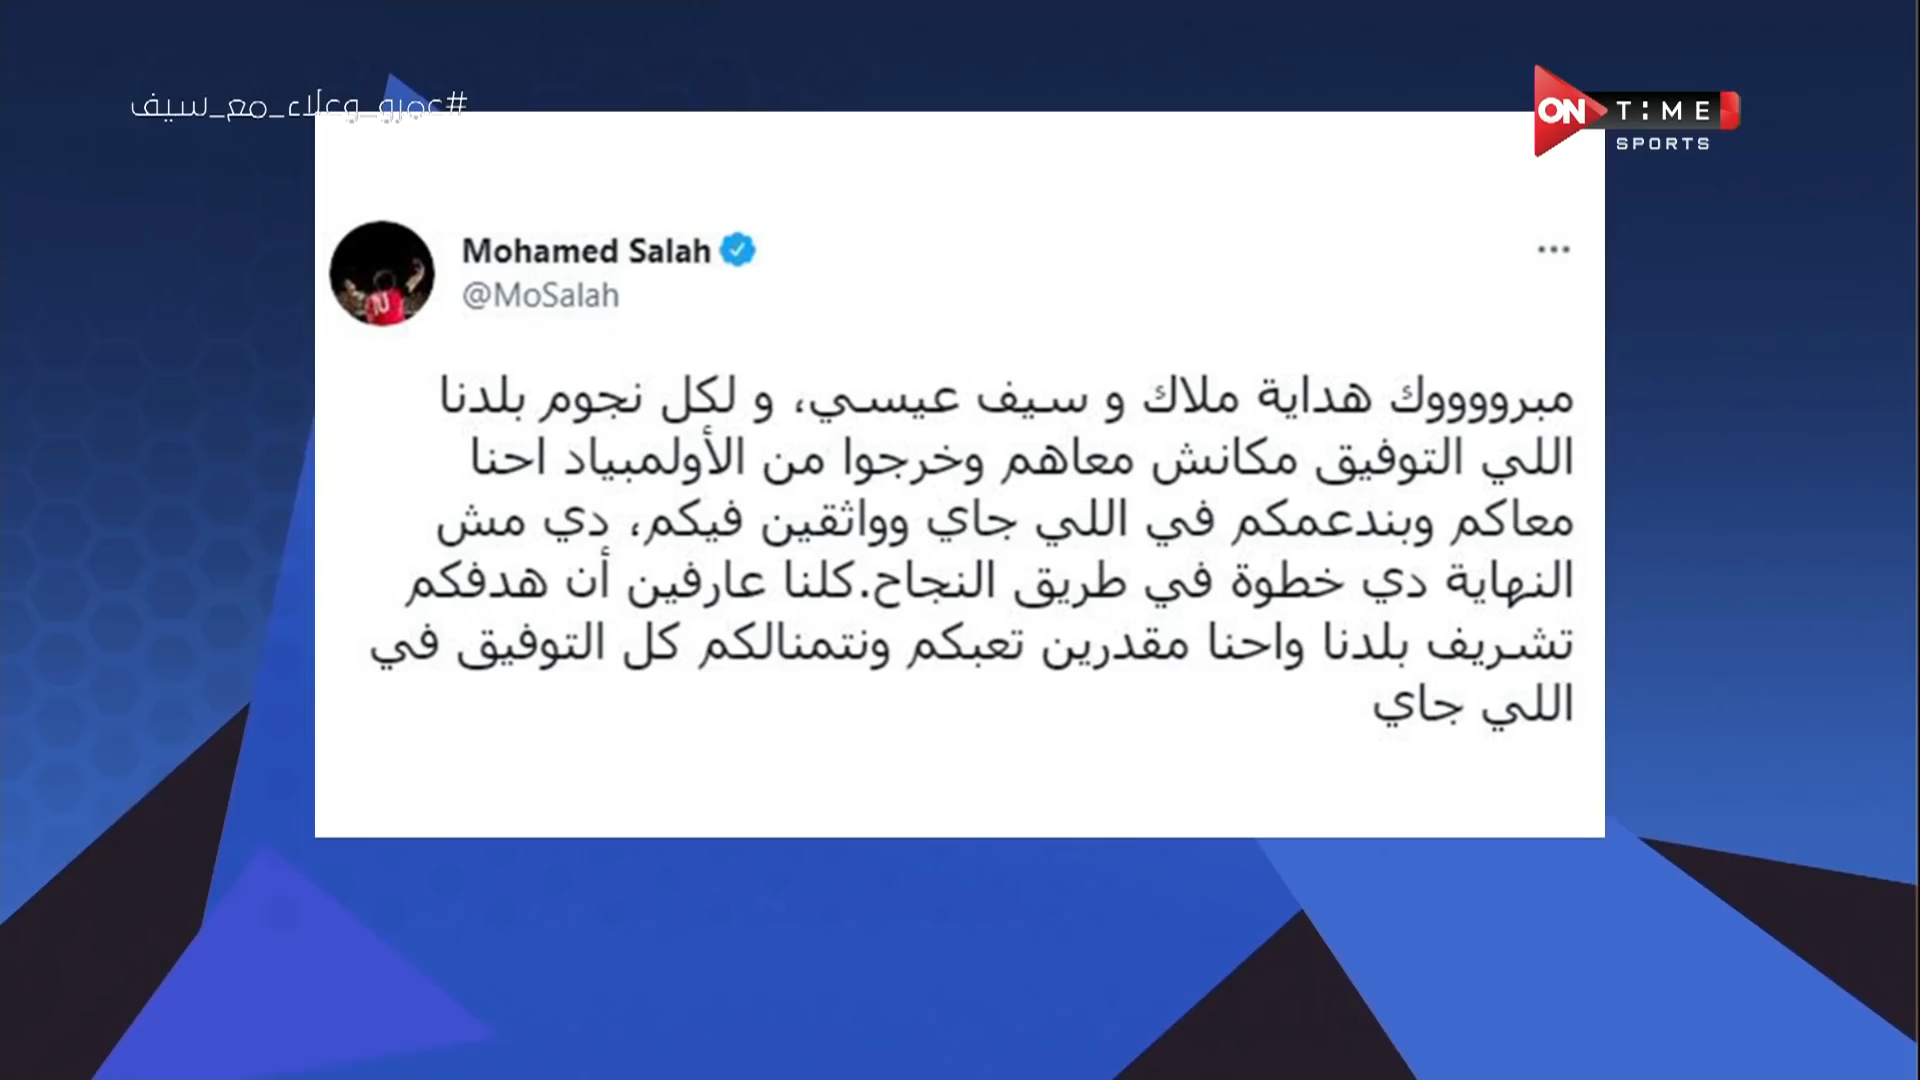 #عمرو_وعلاء_مع_سيف
ON TIME
SPORTS
Mohamed Salah
@MoSalah
مبرووووك هداية ملاك و سيف عيسي، و لكل نجوم بلدنا
اللي التوفيق مكانش معاهم وخرجوا من الأولمبياد احنا
معاكم وبندعمكم في اللي جاي وواثقين فيكم، دي مش
النهاية دي خطوة في طريق النجاح.كلنا عارفين أن هدفكم
تشريف بلدنا واحنا مقدرين تعبكم ونتمنالكم كل التوفيق في
اللي جاي